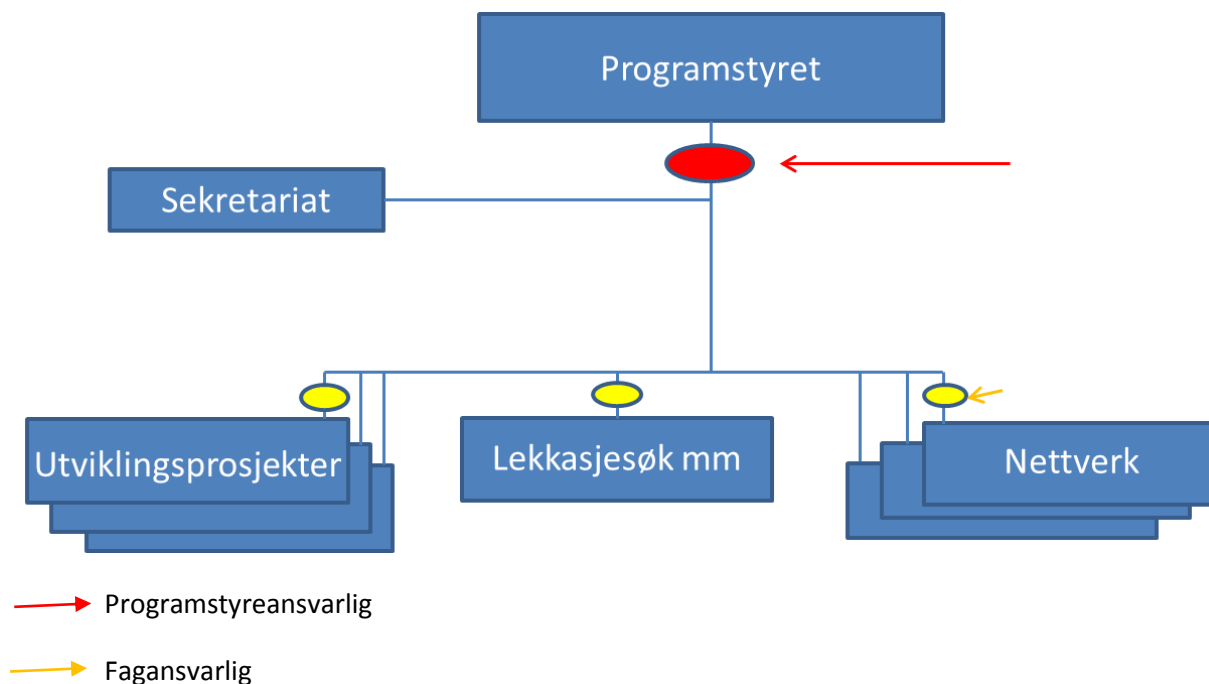 Programstyret
Sekretariat
Utviklingsprosjekter
Lekkasjesøk mm
Nettverk
Programstyreansvarlig
Fagansvarlig